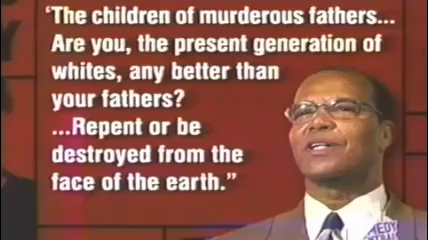 ‘The children of murderous fathers...
Are you, the present generation of
whites, any better than
your fathers?
...Repent or be
destroyed from the
face of the earth.”